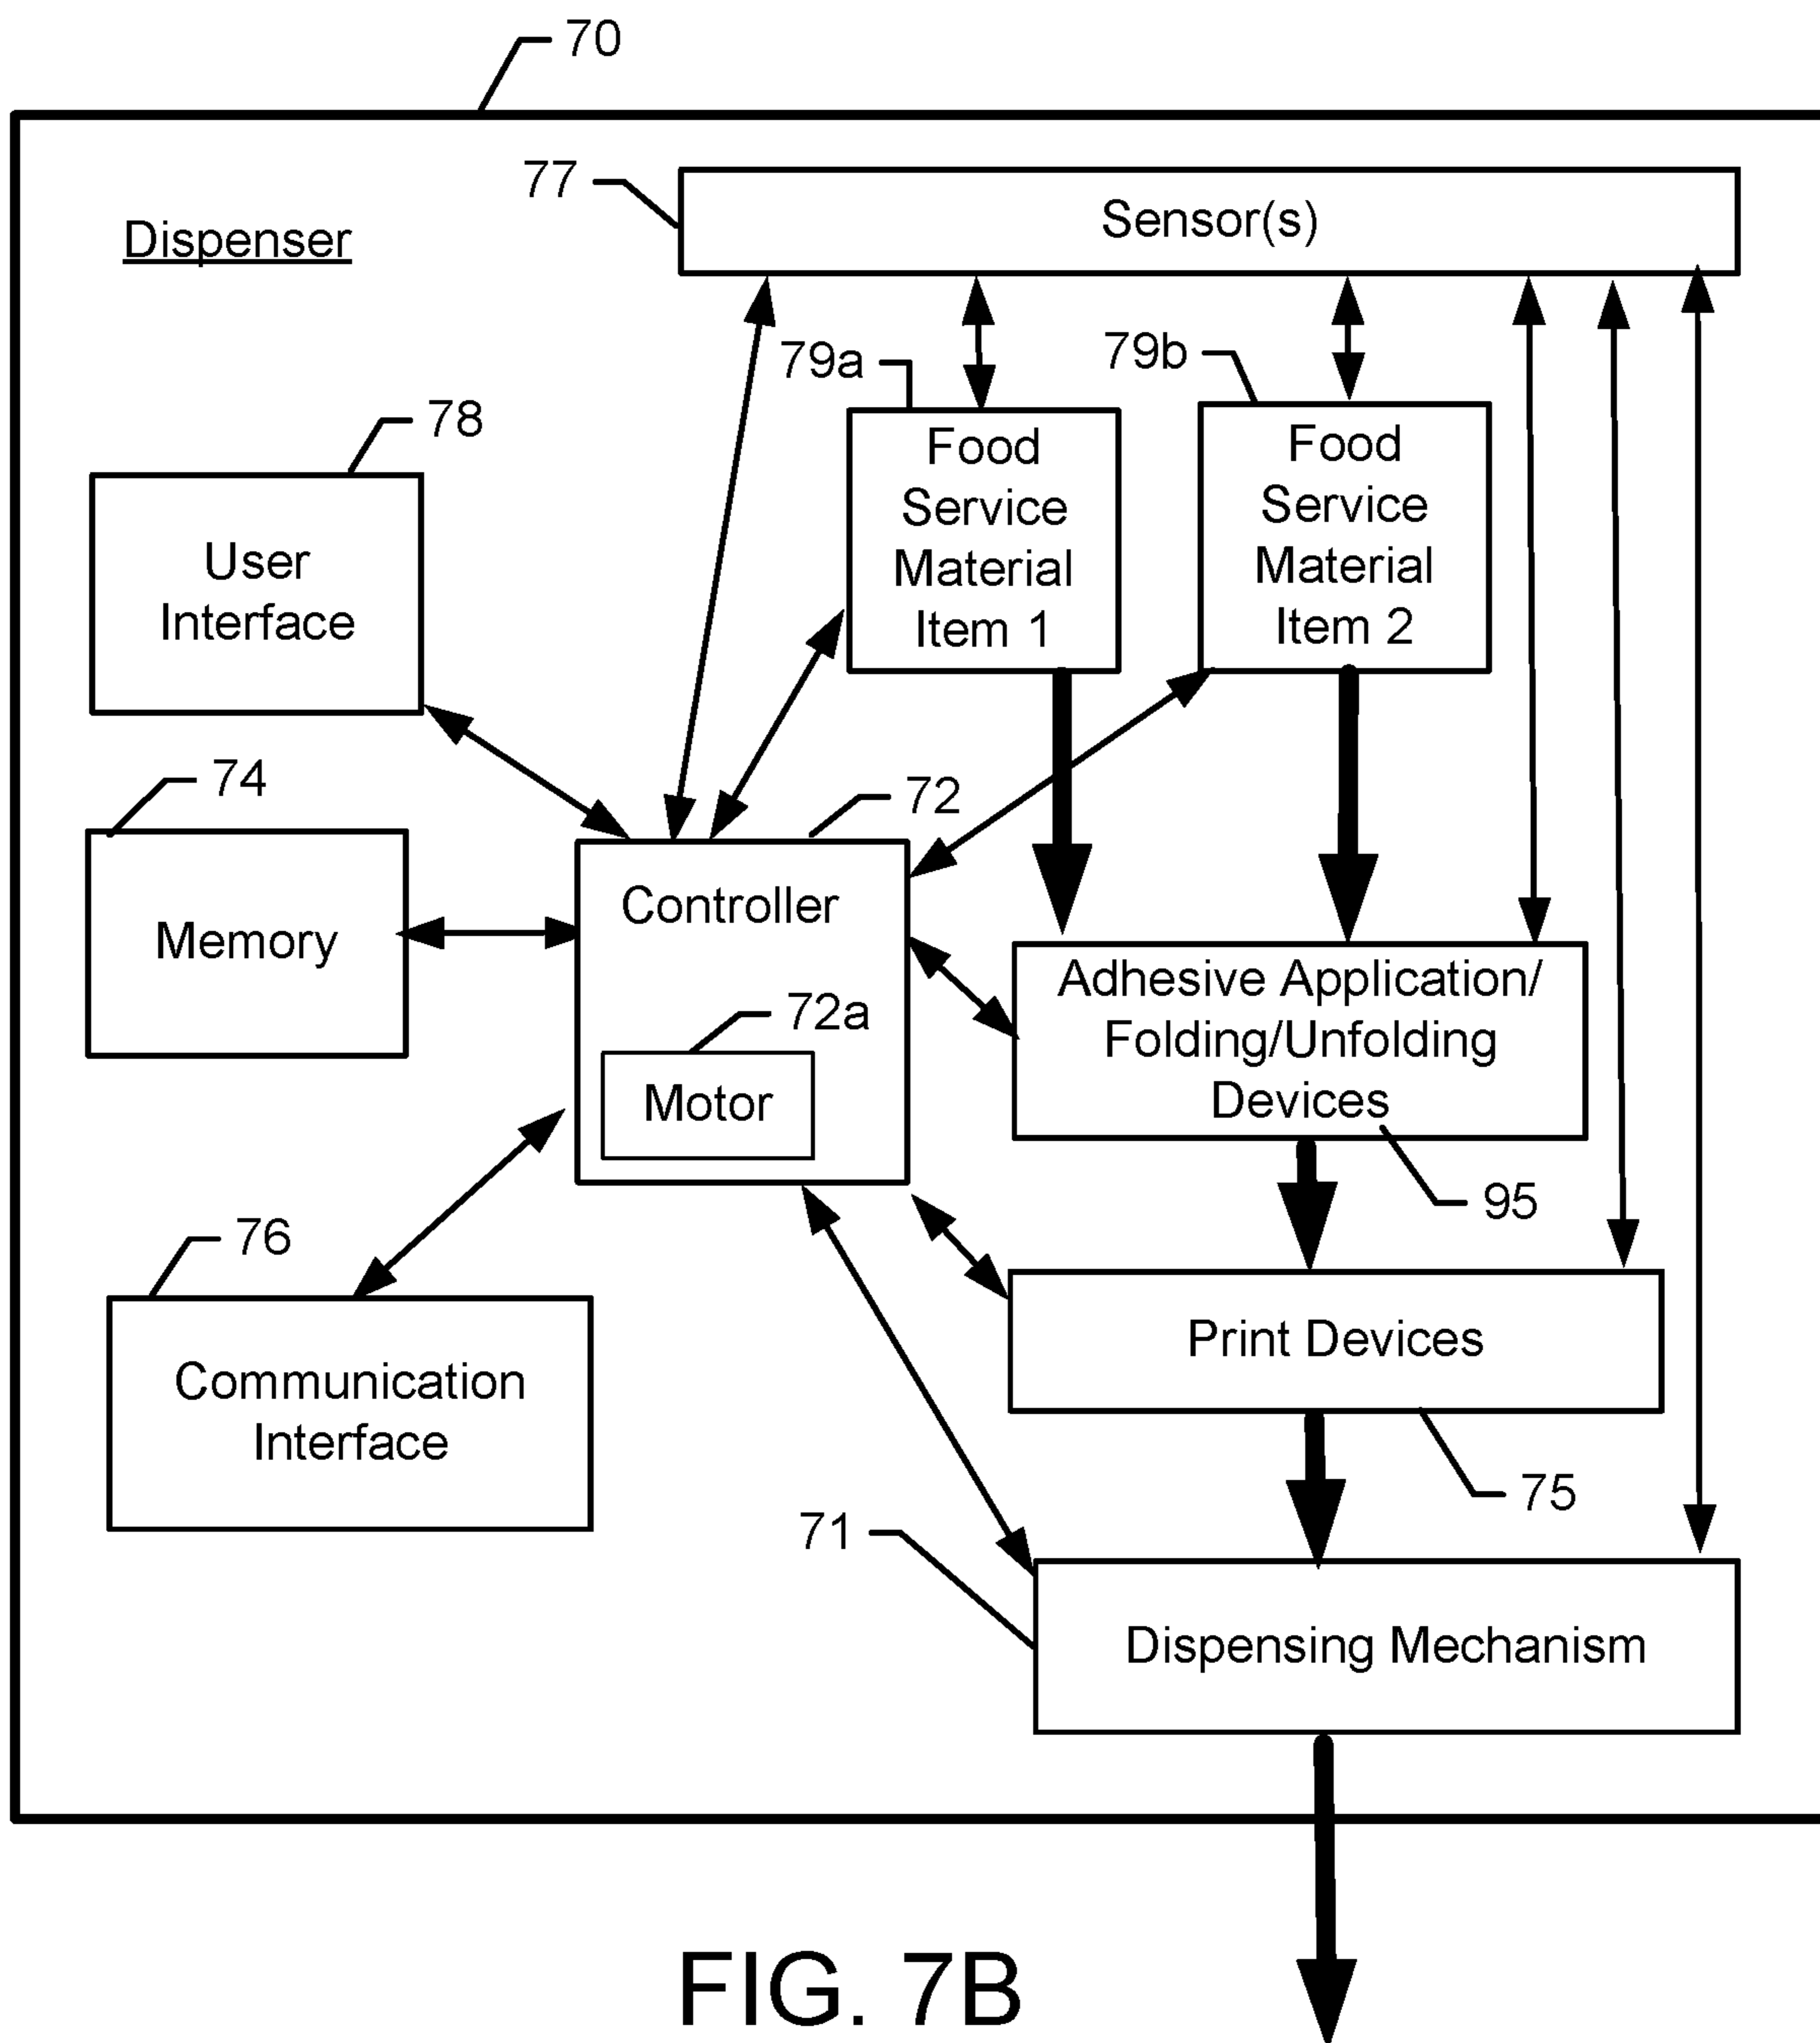 70
77
Sensor(s)
Dispenser
79a
79b
78
Food
Service
Material
Item 1
Food
Service
Material
Item 2
User
Interface
74
72
Memory
Controller
72a
Motor
Adhesive Application/
Folding/Unfolding
Devices
95
76
Communication
Interface
Print Devices
75
71
Dispensing Mechanism
FIG. 7B